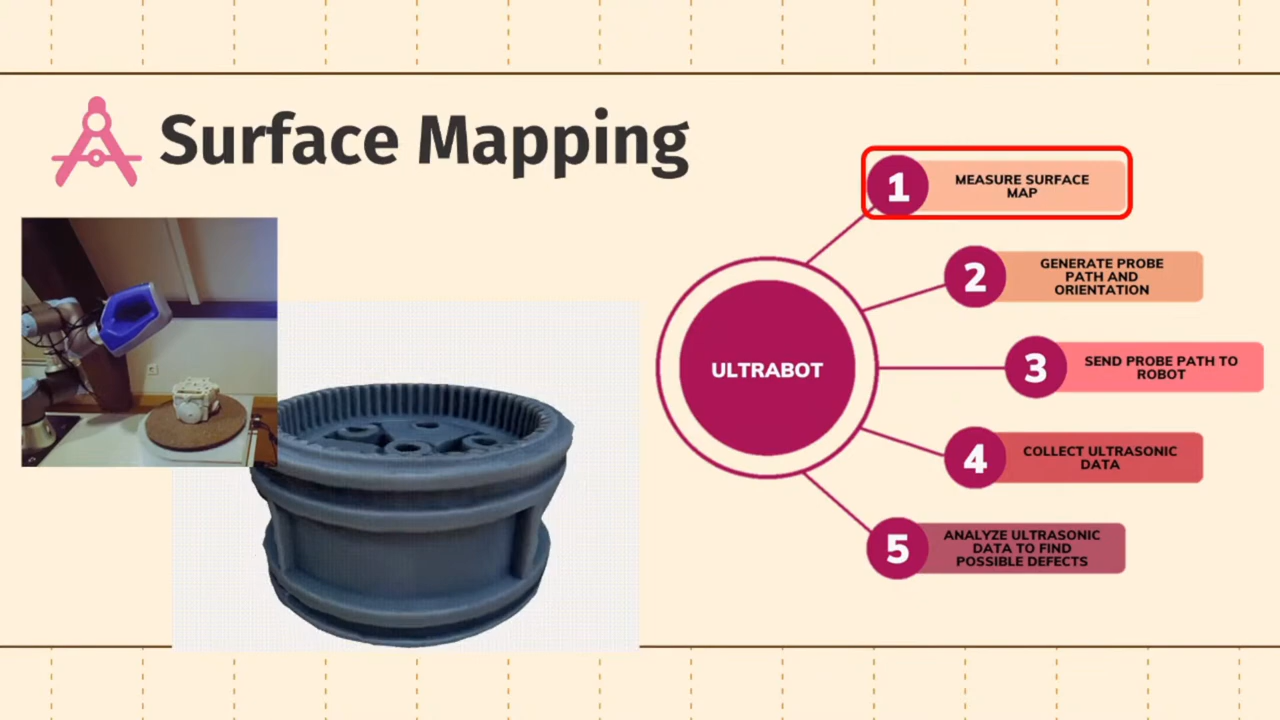 Surface Mapping
1
MEASURE SURFACE
MAP
2
GENERATE PROBE
PATH AND
ORIENTATION
ULTRABOT
3
SEND PROBE PATH TO
ROBOT
4
COLLECT ULTRASONIC
DATA
5
ANALYZE ULTRASONIC
DATA TO FIND
POSSIBLE DEFECTS